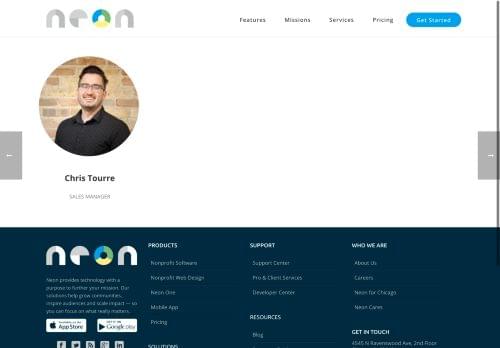 neon
Features
Missions
Services
Pricing
Get Started
←
→
Chris Tourre
SALES MANAGER
neon
Neon provides technology with a
purpose to further your mission. Our
solutions help grow communities,
inspire audiences and scale impact — so
you can focus on what really matters.
App Store
Google play
PRODUCTS
Nonprofit Software
Nonprofit Web Design
Neon One
Mobile App
Pricing
SOLUTIONS
SUPPORT
Support Center
Pro & Client Services
Developer Center
RESOURCES
Blog
WHO WE ARE
About Us
Careers
Neon for Chicago
Neon Cares
GET IN TOUCH
4545 N Ravenswood Ave, 2nd Floor